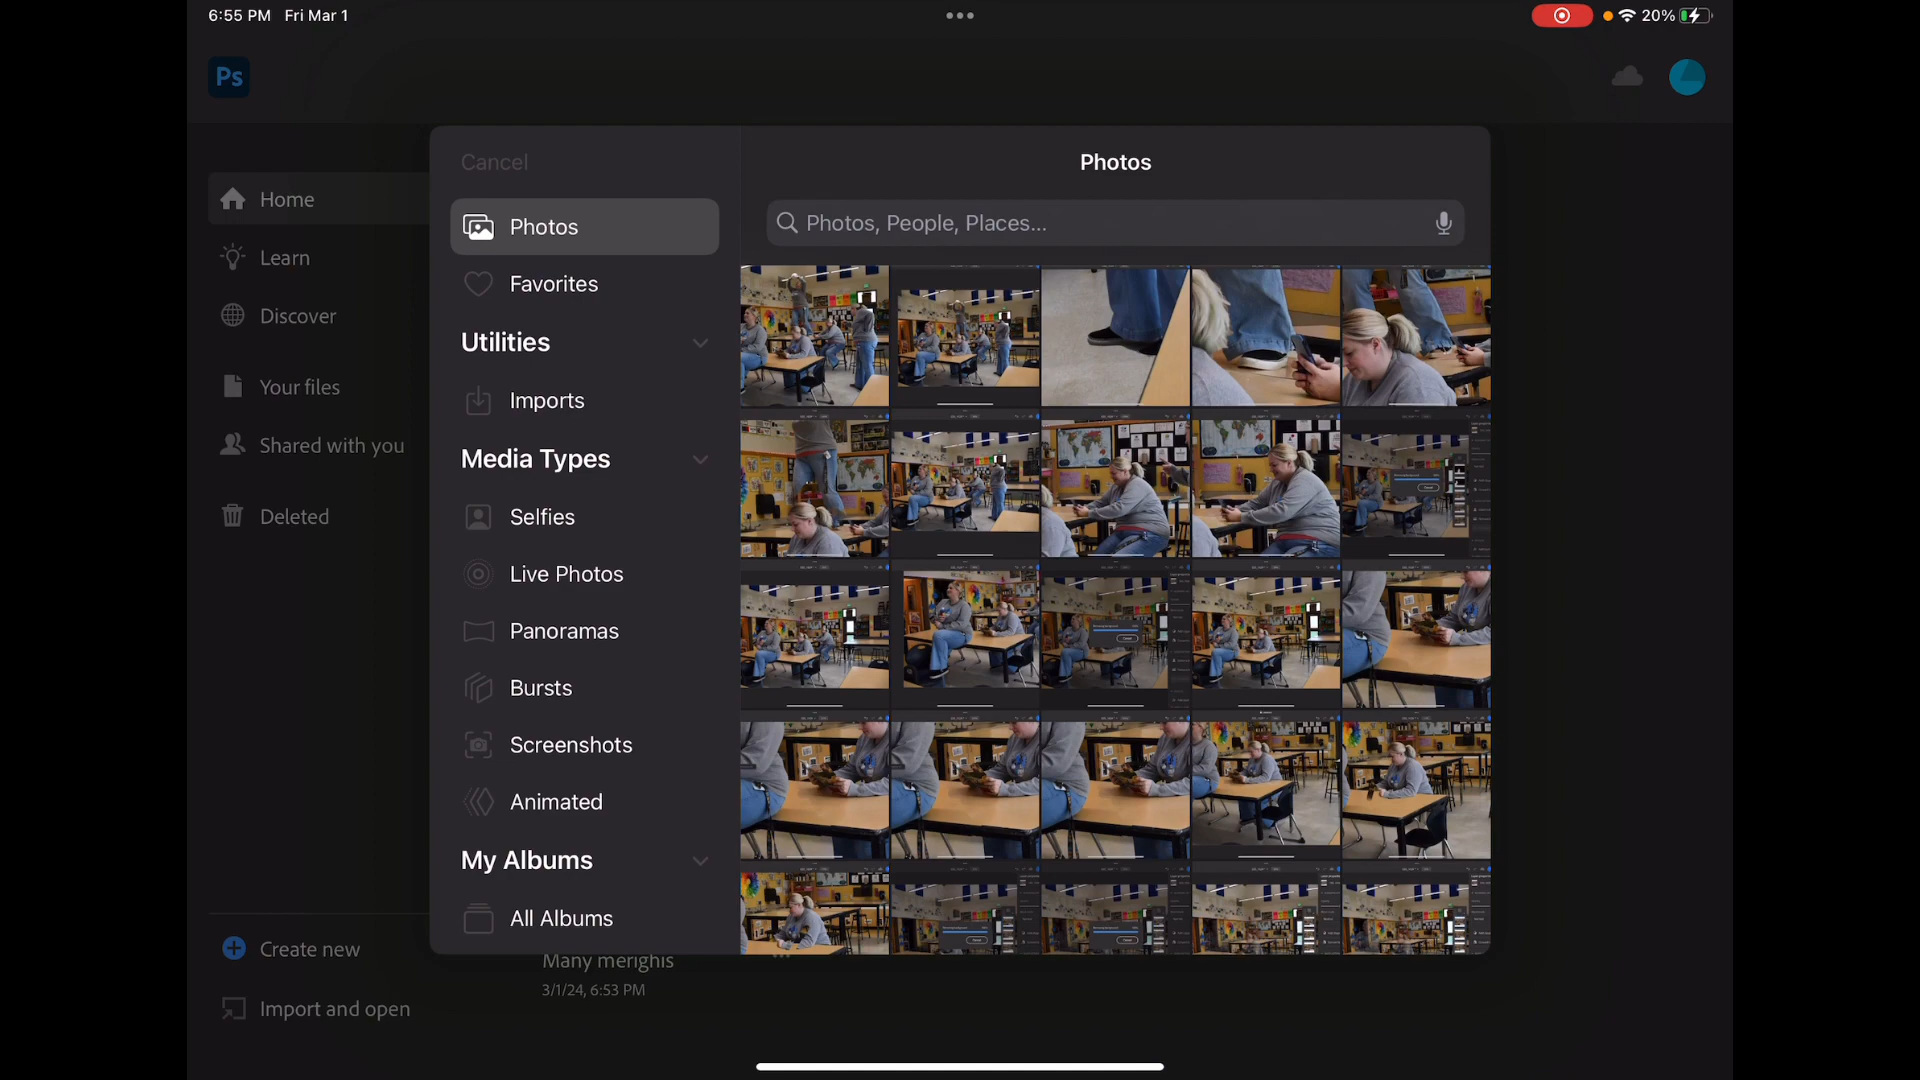 6:55 PM Fri Mar 1
20%
Ps
Home
Learn
Discover
Your files
Shared with you
Deleted
Create new
Import and open
Cancel
Photos
Favorites
Utilities
Imports
Media Types
Selfies
Live Photos
Panoramas
Bursts
Screenshots
Animated
My Albums
All Albums
Photos
Photos, People, Places...
Many merighis
3/1/24, 6:53 PM